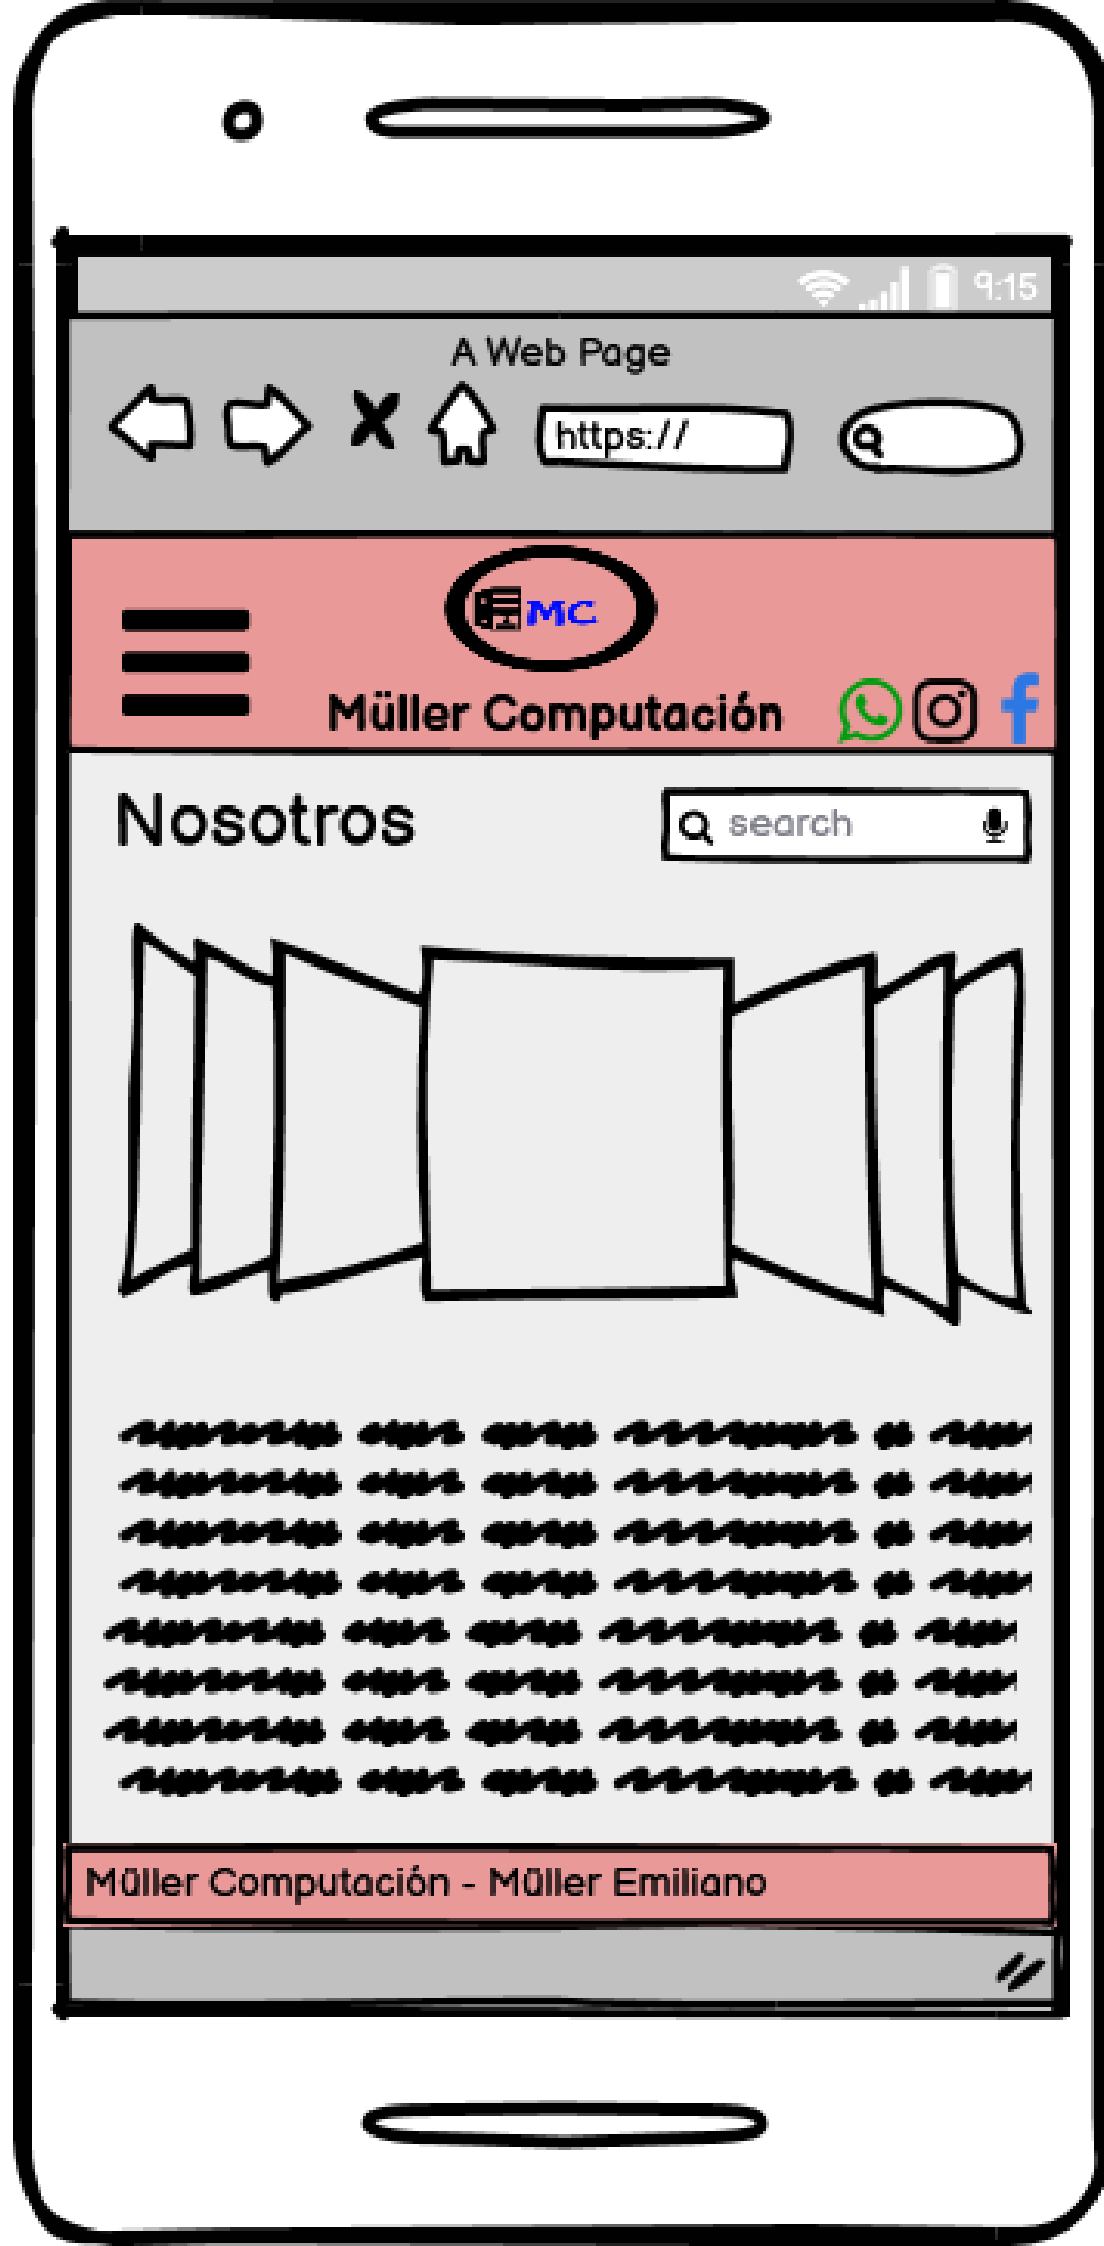 9:15
A Web Page
https://
MC
Müller Computación
Nosotros
search
Müller Computación - Müller Emiliano